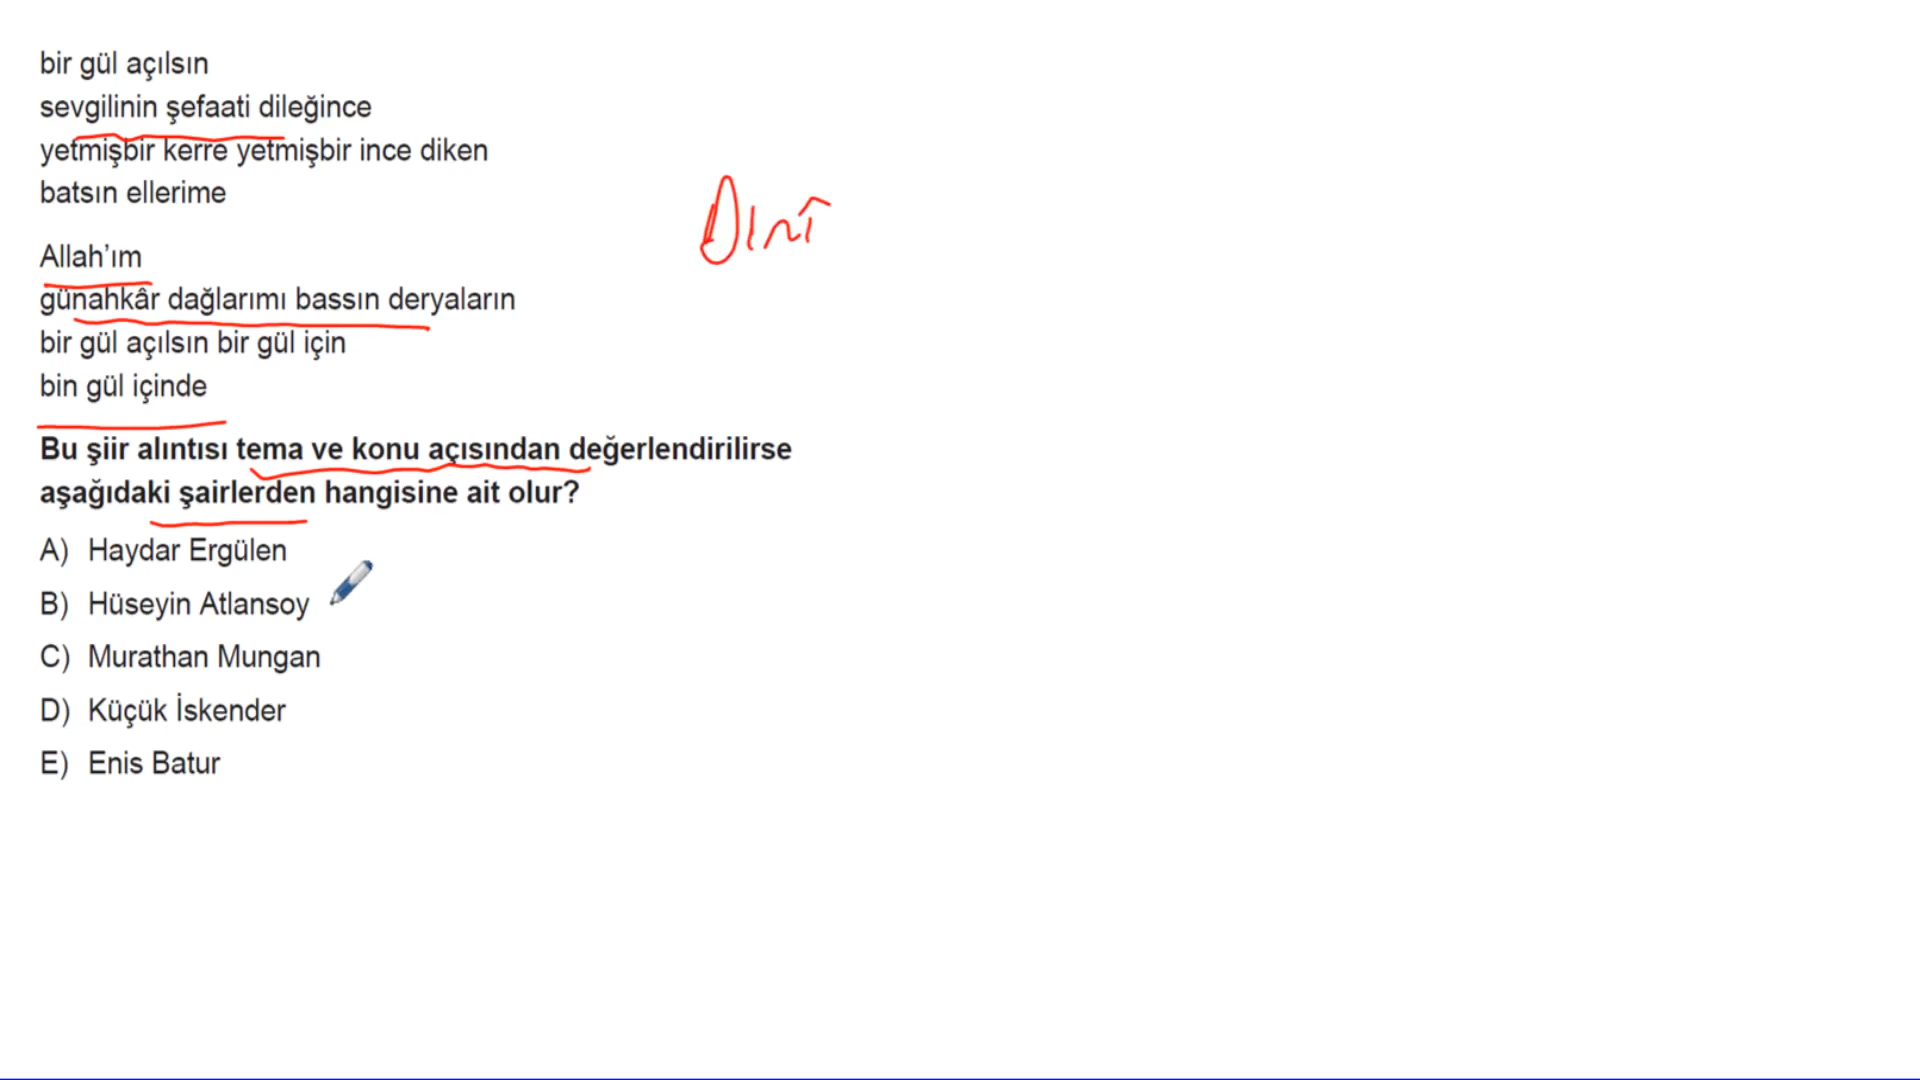 bir gül açılsın
sevgilinin şefaati dileğince
yetmişbir kerre yetmişbir ince diken
batsın ellerime
Dinî
Allah'ım
günahkâr dağlarımı bassın deryaların
bir gül açılsın bir gül için
bin gül içinde
Bu şiir alıntısı tema ve konu açısından değerlendirilirse
aşağıdaki şairlerden hangisine ait olur?
A) Haydar Ergülen
B) Hüseyin Atlansoy
C) Murathan Mungan
D) Küçük İskender
E) Enis Batur